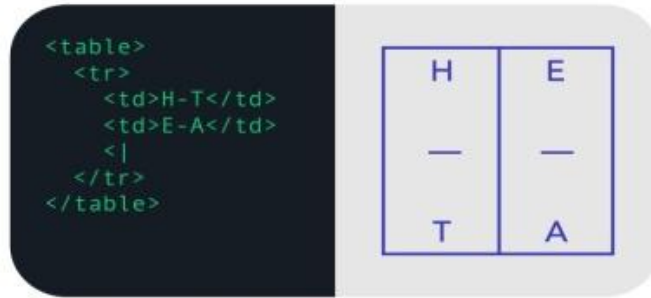 <table>
<tr>
<td>H-T</td>
<td>E-A</td>
<|
</tr>
</table>
H E
— —
T A